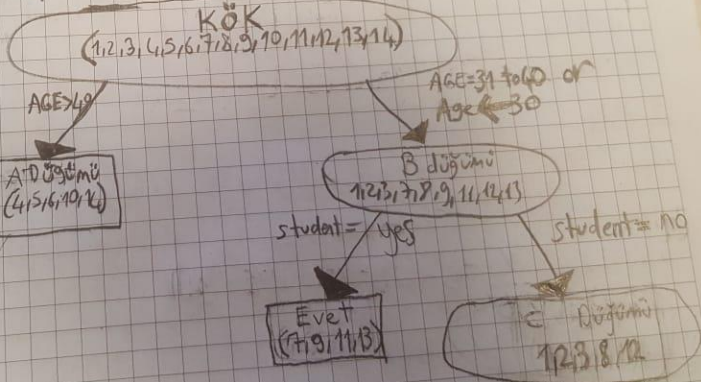 KÖK
(1,2,3,4,5,6,7,8,9,10,11,12,13,14)
AGE>49
AGE=31 to 40 or
Age<=30
A Düğümü
(4,5,6,10,14)
B düğümü
1,2,3,7,8,9,11,12,13
student= yes
student= no
Evet
(7,9,11,13)
C Düğümü
1,2,3,8,12